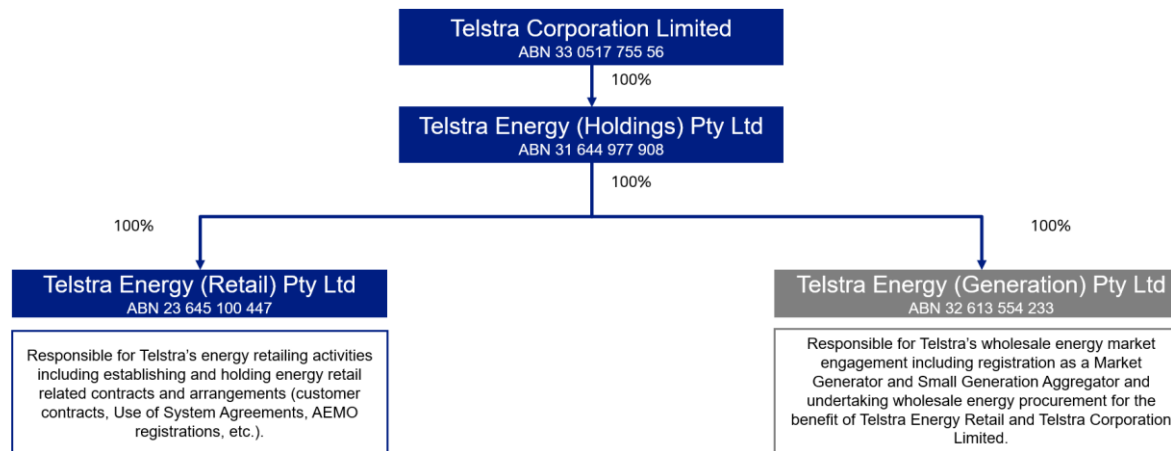 Telstra Corporation Limited
ABN 33 0517 755 56
100%
Telstra Energy (Holdings) Pty Ltd
ABN 31 644 977 908
100%
100%
100%
Telstra Energy (Retail) Pty Ltd
ABN 23 645 100 447
Responsible for Telstra’s energy retailing activities
including establishing and holding energy retail
related contracts and arrangements (customer
contracts, Use of System Agreements, AEMO
registrations, etc.).
Telstra Energy (Generation) Pty Ltd
ABN 32 613 554 233
Responsible for Telstra’s wholesale energy market
engagement including registration as a Market
Generator and Small Generation Aggregator and
undertaking wholesale energy procurement for the
benefit of Telstra Energy Retail and Telstra Corporation
Limited.